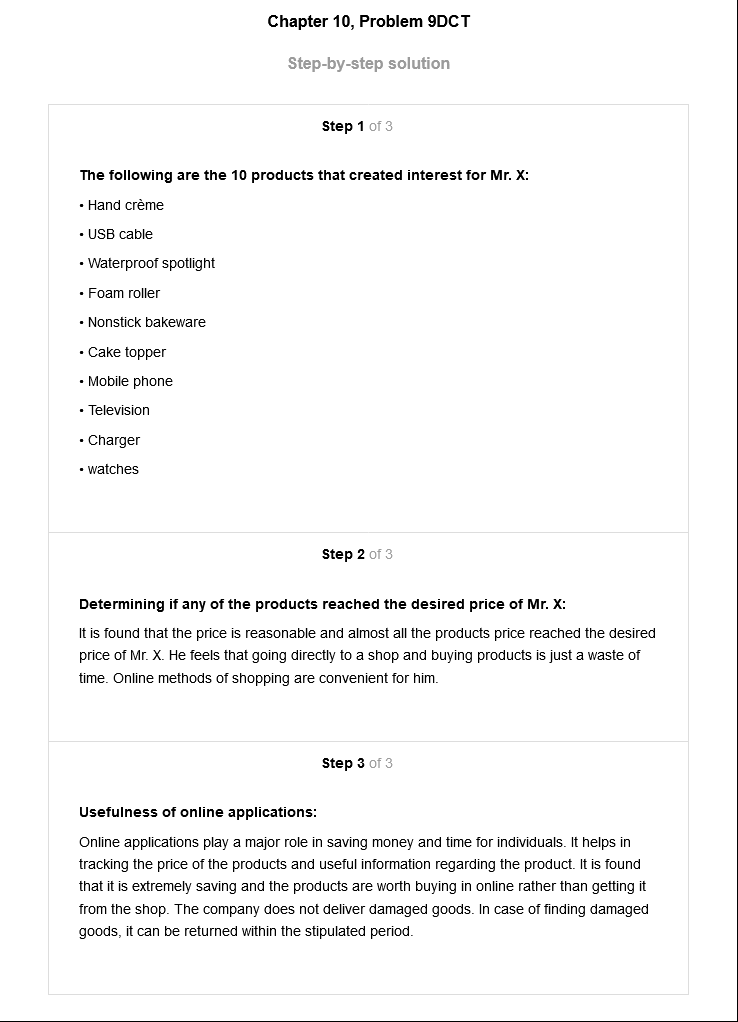 Chapter 10, Problem 9DCT
Step-by-step solution
Step 1 of 3
The following are the 10 products that created interest for Mr. X:
• Hand crème
• USB cable
• Waterproof spotlight
• Foam roller
• Nonstick bakeware
• Cake topper
• Mobile phone
• Television
• Charger
• watches
Step 2 of 3
Determining if any of the products reached the desired price of Mr. X:
It is found that the price is reasonable and almost all the products price reached the desired
price of Mr. X. He feels that going directly to a shop and buying products is just a waste of
time. Online methods of shopping are convenient for him.
Step 3 of 3
Usefulness of online applications:
Online applications play a major role in saving money and time for individuals. It helps in
tracking the price of the products and useful information regarding the product. It is found
that it is extremely saving and the products are worth buying in online rather than getting it
from the shop. The company does not deliver damaged goods. In case of finding damaged
goods, it can be returned within the stipulated period.